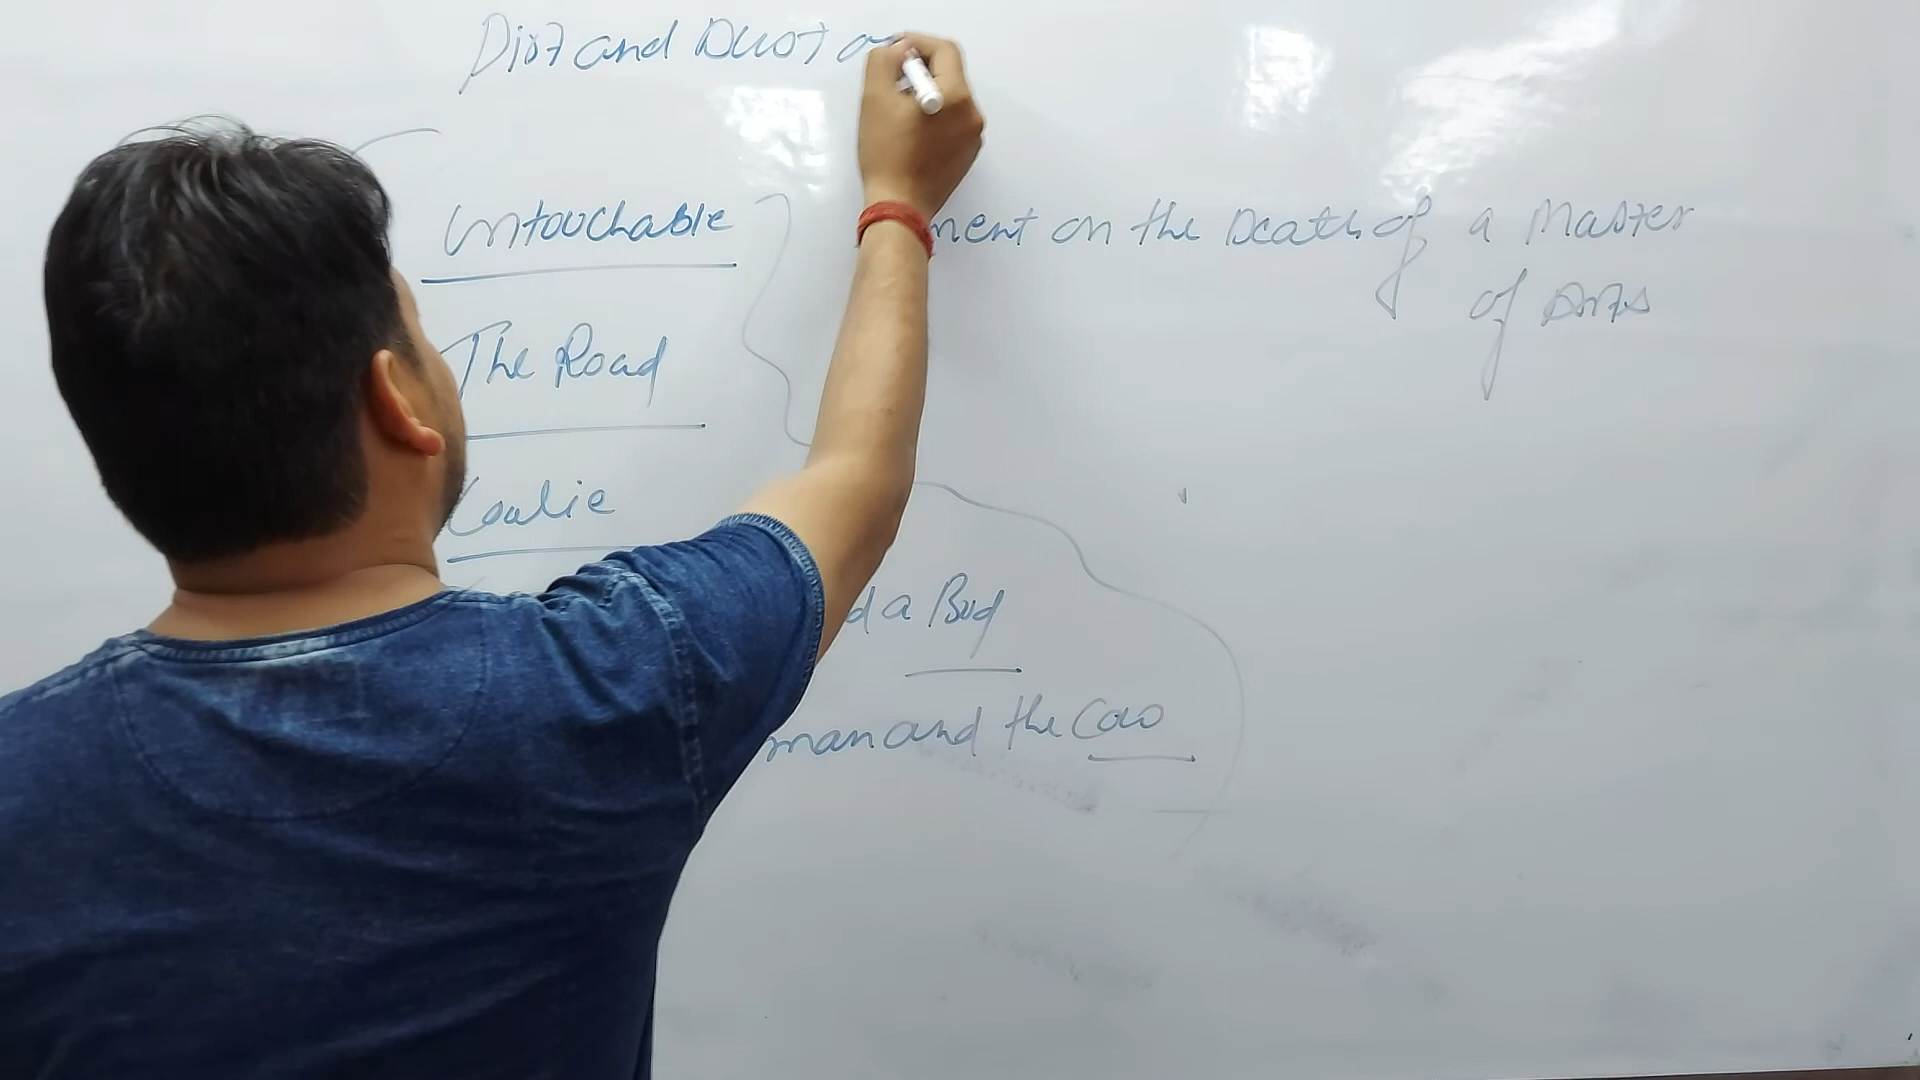 Dirt and Dust
Untouchable
ment on the Death of a Master
of Arts
The Road
Coolie
d a Bud
man and the Cow